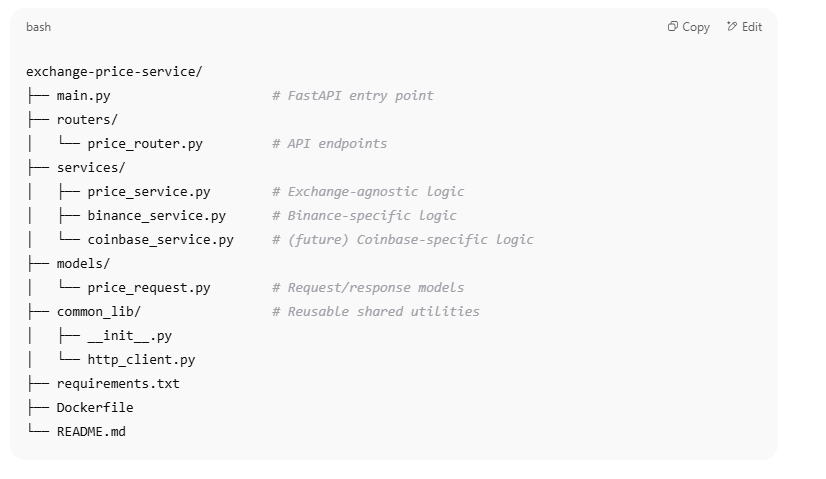 bash
Copy Edit
exchange-price-service/
├── main.py                     # FastAPI entry point
├── routers/
│   └── price_router.py         # API endpoints
├── services/
│   ├── price_service.py        # Exchange-agnostic logic
│   ├── binance_service.py      # Binance-specific logic
│   └── coinbase_service.py     # (future) Coinbase-specific logic
├── models/
│   └── price_request.py        # Request/response models
├── common_lib/                 # Reusable shared utilities
│   ├── __init__.py
│   └── http_client.py
├── requirements.txt
├── Dockerfile
└── README.md